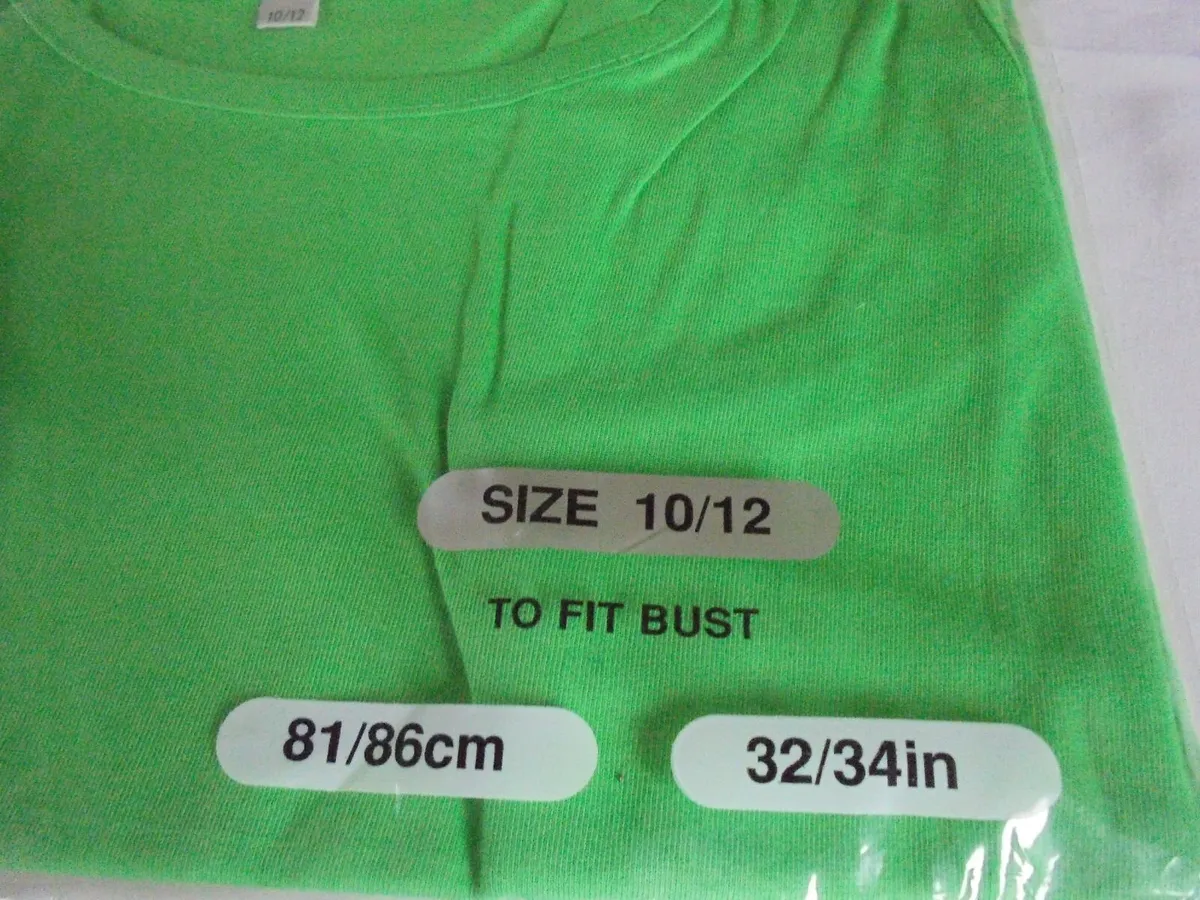 10/12
SIZE 10/12
TO FIT BUST
81/86cm 32/34in